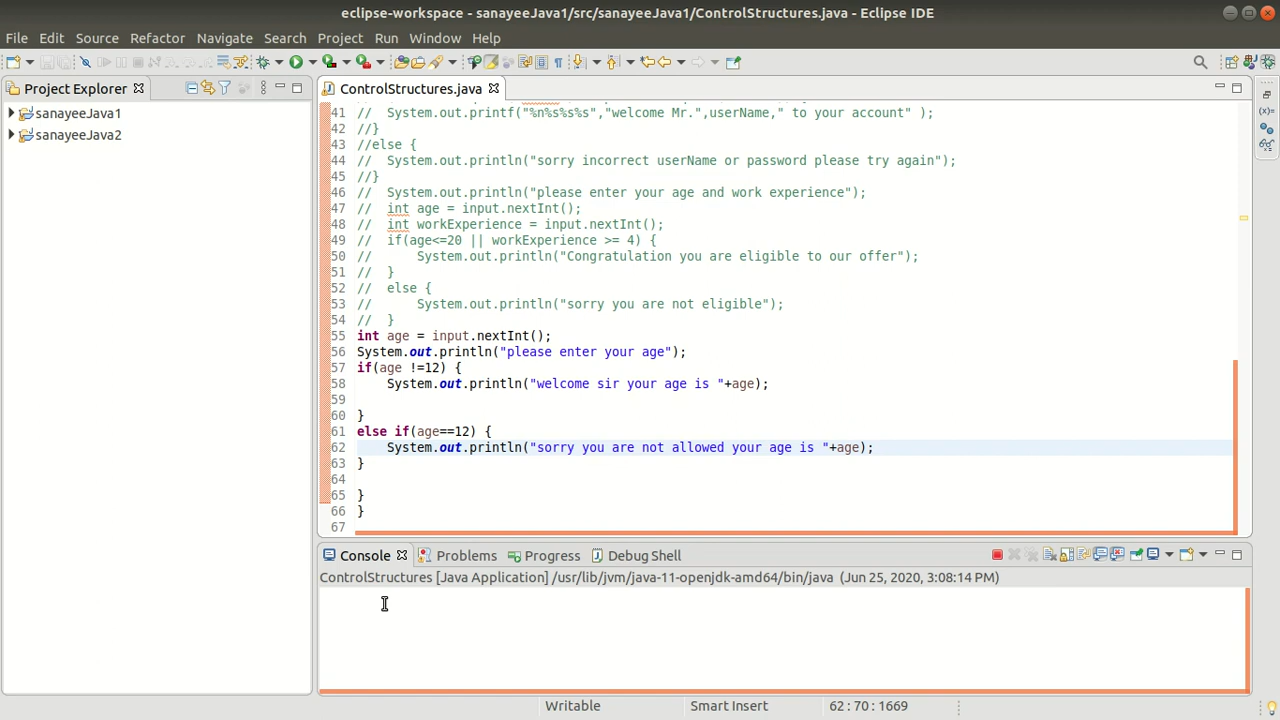 eclipse-workspace - sanayeeJava1/src/sanayeeJava1/ControlStructures.java - Eclipse IDE
File Edit Source Refactor Navigate Search Project Run Window Help
Project Explorer
sanayeeJava1
sanayeeJava2
ControlStructures.java
41 // System.out.printf("%n%s%s%s","welcome Mr.",userName," to your account" );
42 //}
43 //else {
44 // System.out.println("sorry incorrect userName or password please try again");
45 //}
46 // System.out.println("please enter your age and work experience");
47 // int age = input.nextInt();
48 // int workExperience = input.nextInt();
49 // if(age<=20 || workExperience >= 4) {
50 // System.out.println("Congratulation you are eligible to our offer");
51 // }
52 // else {
53 // System.out.println("sorry you are not eligible");
54 // }
55 int age = input.nextInt();
56 System.out.println("please enter your age");
57 if(age !=12) {
58 System.out.println("welcome sir your age is "+age);
59
60 }
61 else if(age==12) {
62 System.out.println("sorry you are not allowed your age is "+age);
63 }
64
65 }
66 }
67
Console Problems Progress Debug Shell
ControlStructures [Java Application] /usr/lib/jvm/java-11-openjdk-amd64/bin/java (Jun 25, 2020, 3:08:14 PM)
Writable Smart Insert 62 : 70 : 1669